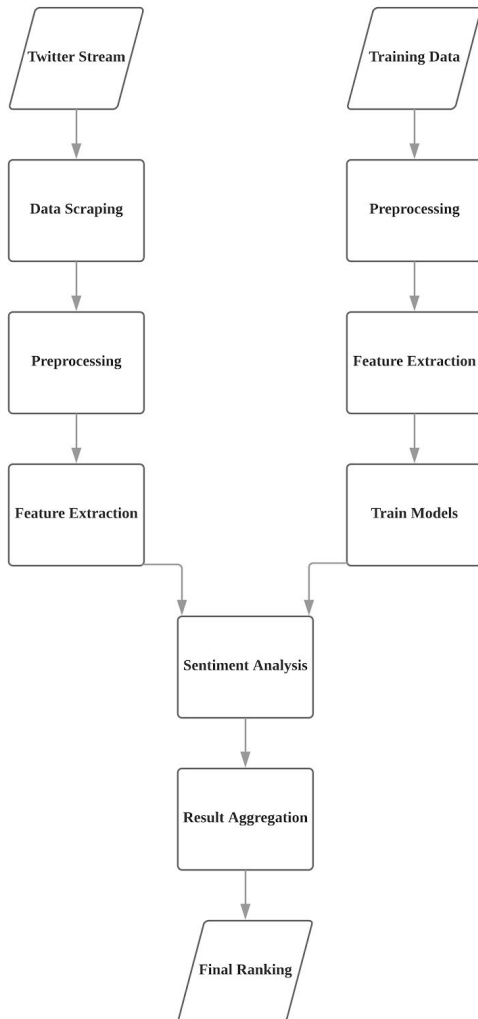 Twitter Stream
Training Data
Data Scraping
Preprocessing
Preprocessing
Feature Extraction
Feature Extraction
Train Models
Sentiment Analysis
Result Aggregation
Final Ranking